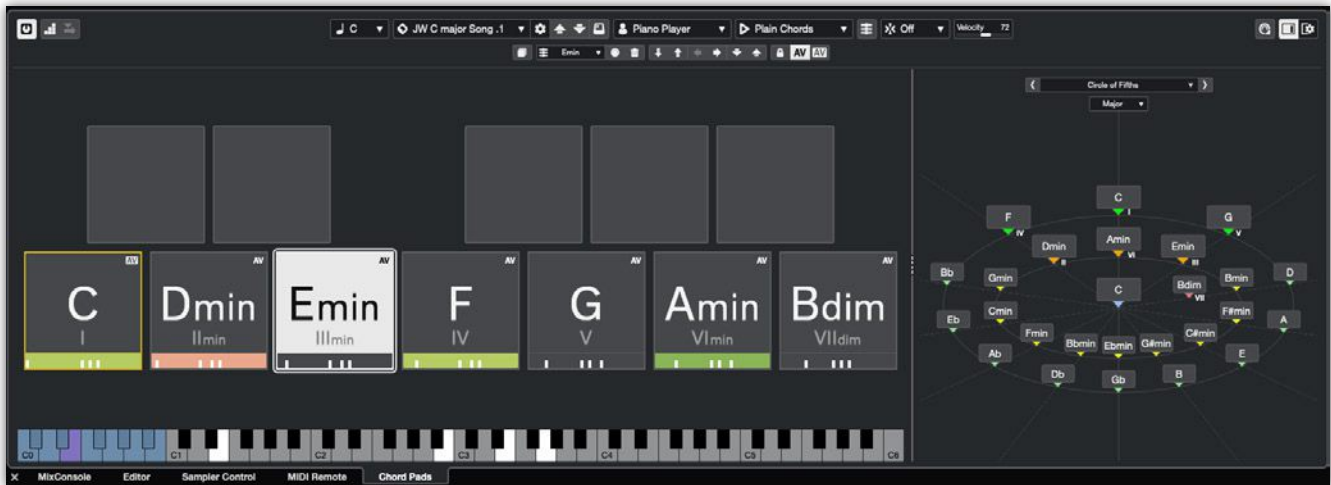 C JW C major Song .1 Piano Player Plain Chords Off Velocity 72
Emin AV AV
Circle of Fifths
Major
C
F G
I
IV V
Amin
Dmin Emin
II VI III
Bb Gmin C Bdim Bmin D
VII
Eb Cmin F#min A
Fmin Bbmin Ebmin G#min C#min
Ab E
Db Gb B
AV AV AV AV AV AV AV
C Dmin Emin F G Amin Bdim
I IImin IIImin IV V VImin VIIdim
C0 C1 C2 C3 C4 C5 C6
MixConsole Editor Sampler Control MIDI Remote Chord Pads